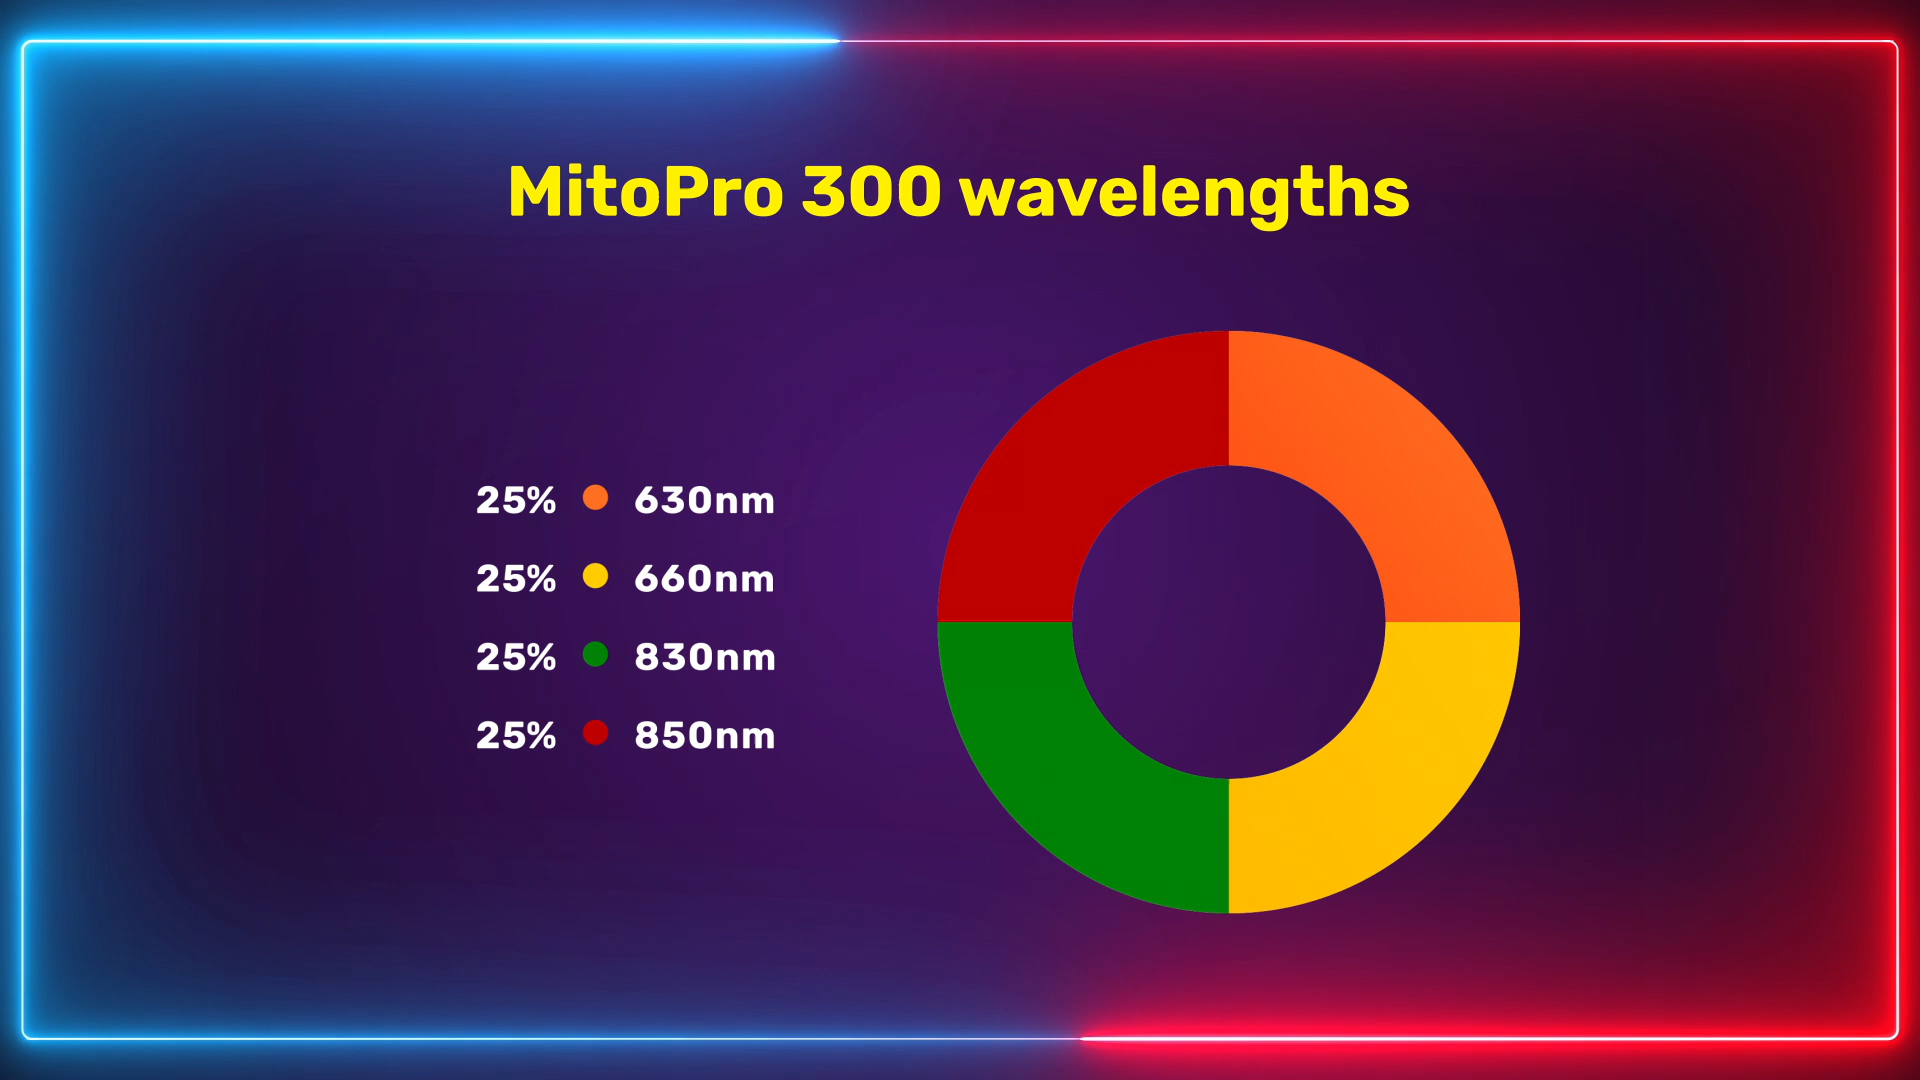 MitoPro 300 wavelengths
25% 630nm
25% 660nm
25% 830nm
25% 850nm